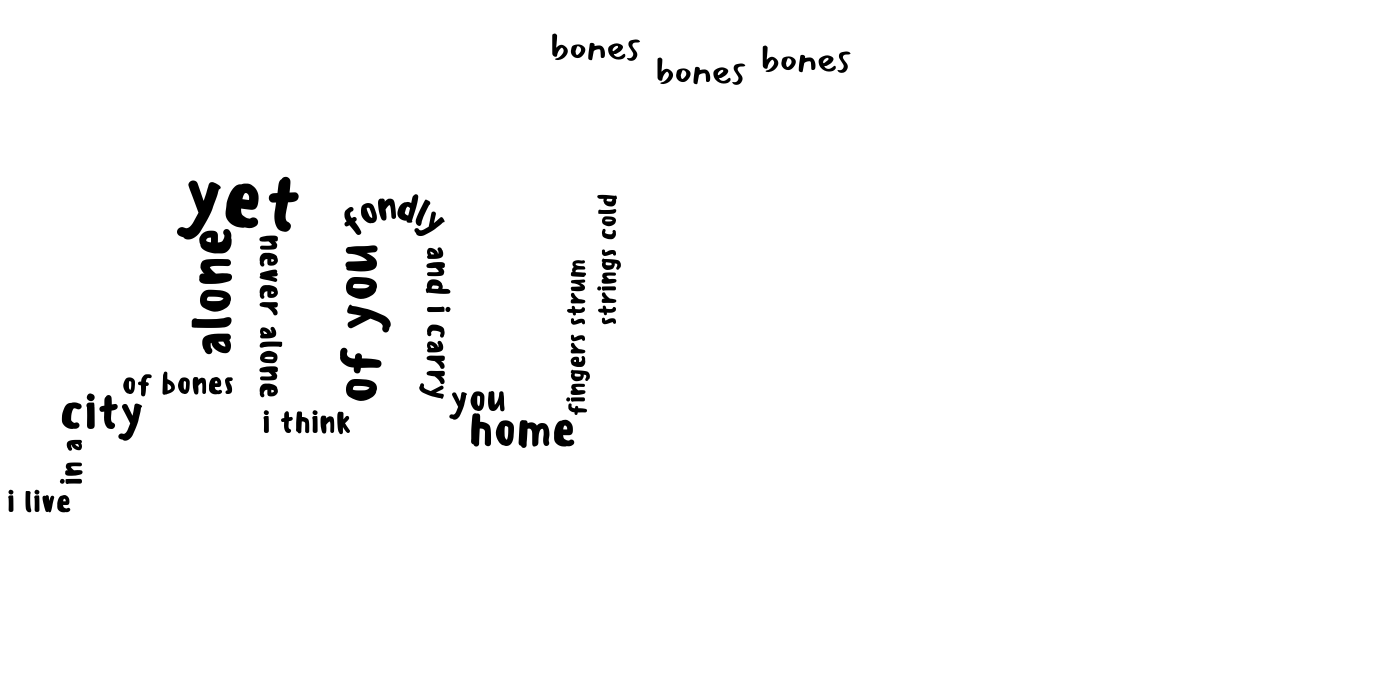 bones bones bones
i live
in a
city
of bones
alone
yet
never alone
i think
of you
fondly
and i carry
you
home
fingers strum
strings cold